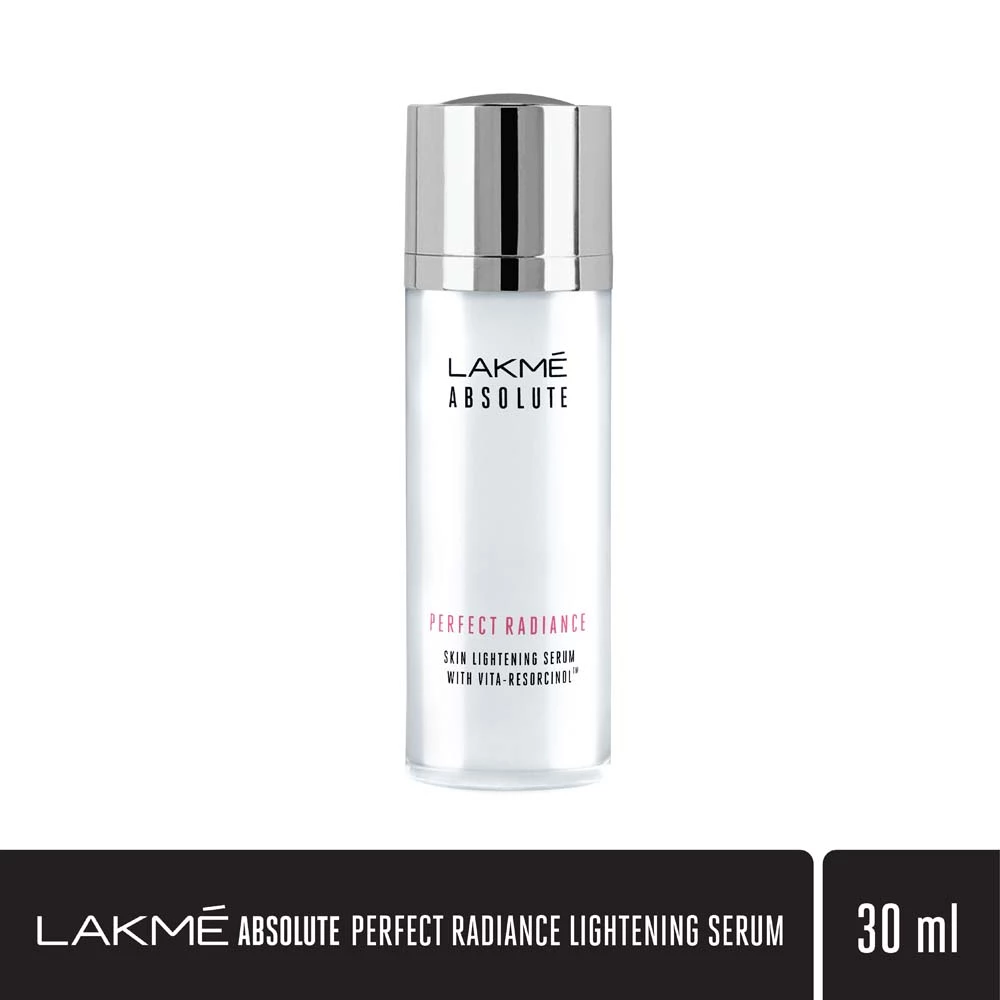 LAKMÉ
ABSOLUTE
PERFECT RADIANCE
SKIN LIGHTENING SERUM
WITH VITA-RESORCINOL™
LAKMÉ ABSOLUTE PERFECT RADIANCE LIGHTENING SERUM
30 ml